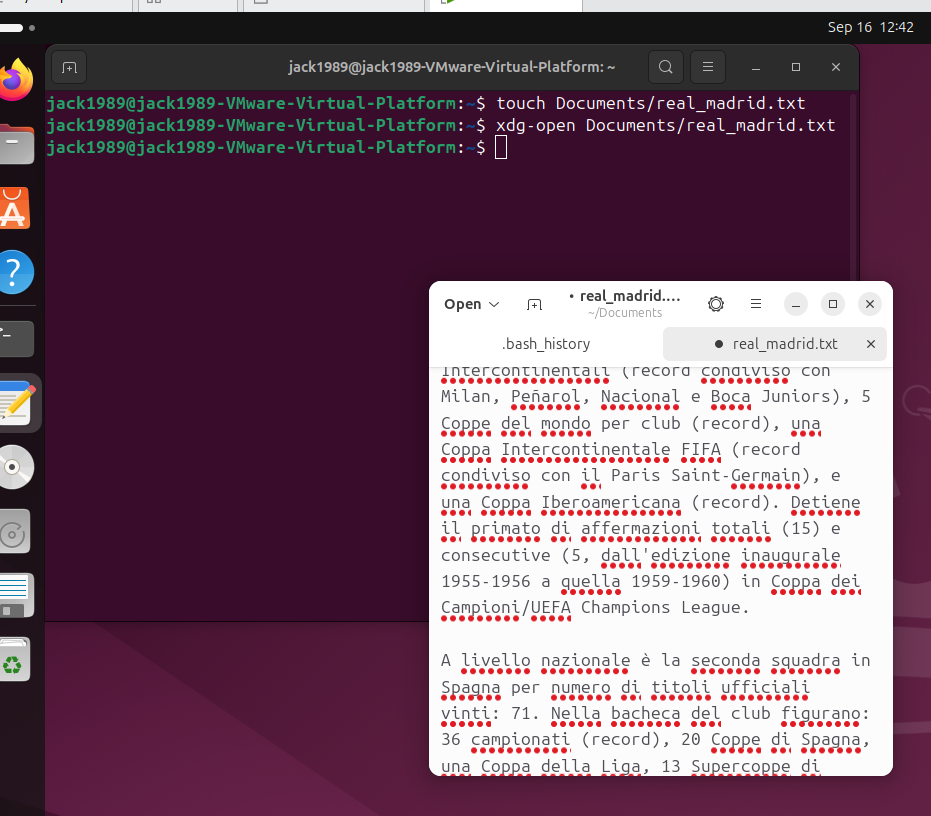 Sep 16 12:42
jack1989@jack1989-VMware-Virtual-Platform: ~
jack1989@jack1989-VMware-Virtual-Platform:~$ touch Documents/real_madrid.txt
jack1989@jack1989-VMware-Virtual-Platform:~$ xdg-open Documents/real_madrid.txt
jack1989@jack1989-VMware-Virtual-Platform:~$
Open
• real_madrid.…
~/Documents
.bash_history
● real_madrid.txt
Intercontinentali (record condiviso con
Milan, Peñarol, Nacional e Boca Juniors), 5
Coppe del mondo per club (record), una
Coppa Intercontinentale FIFA (record
condiviso con il Paris Saint-Germain), e
una Coppa Iberoamericana (record). Detiene
il primato di affermazioni totali (15) e
consecutive (5, dall'edizione inaugurale
1955-1956 a quella 1959-1960) in Coppa dei
Campioni/UEFA Champions League.
A livello nazionale è la seconda squadra in
Spagna per numero di titoli ufficiali
vinti: 71. Nella bacheca del club figurano:
36 campionati (record), 20 Coppe di Spagna,
una Coppa della Liga, 13 Supercoppe di